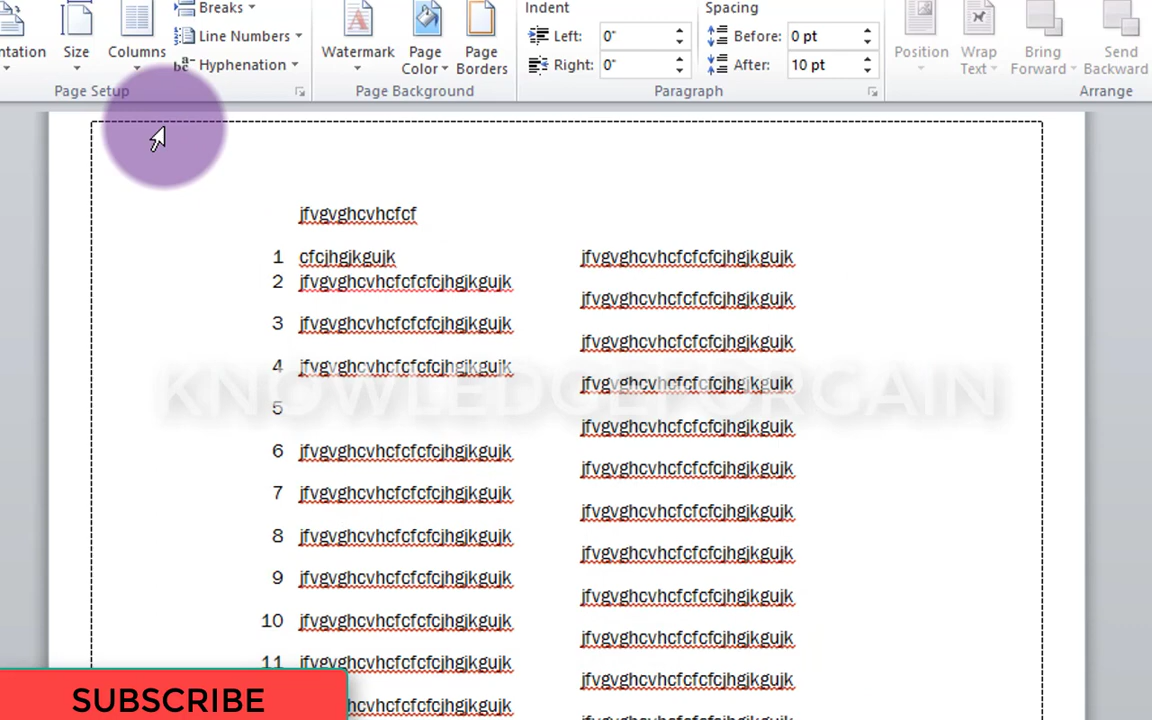 Breaks
Indent
Spacing
Line Numbers
Left: 0"
Before: 0 pt
ntation
Size
Columns
Watermark
Page Color
Page Borders
Position
Wrap Text
Bring Forward
Send Backward
Hyphenation
Right: 0"
After: 10 pt
Page Setup
Page Background
Paragraph
Arrange
jfvgvghcvhcfcf
1 cfcjhgjkgujk
2 jfvgvghcvhcfcfcfcjhgjkgujk
3 jfvgvghcvhcfcfcfcjhgjkgujk
4 jfvgvghcvhcfcfcfcjhgjkgujk
5
6 jfvgvghcvhcfcfcfcjhgjkgujk
7 jfvgvghcvhcfcfcfcjhgjkgujk
8 jfvgvghcvhcfcfcfcjhgjkgujk
9 jfvgvghcvhcfcfcfcjhgjkgujk
10 jfvgvghcvhcfcfcfcjhgjkgujk
11 jfvgvghcvhcfcfcfcjhgjkgujk
hcvhcfcfcfcjhgjkgujk
jfvgvghcvhcfcfcfcjhgjkgujk
jfvgvghcvhcfcfcfcjhgjkgujk
jfvgvghcvhcfcfcfcjhgjkgujk
jfvgvghcvhcfcfcfcjhgjkgujk
jfvgvghcvhcfcfcfcjhgjkgujk
jfvgvghcvhcfcfcfcjhgjkgujk
jfvgvghcvhcfcfcfcjhgjkgujk
jfvgvghcvhcfcfcfcjhgjkgujk
jfvgvghcvhcfcfcfcjhgjkgujk
jfvgvghcvhcfcfcfcjhgjkgujk
jfvgvghcvhcfcfcfcjhgjkgujk
KNOWLEDGEFORGAIN
SUBSCRIBE